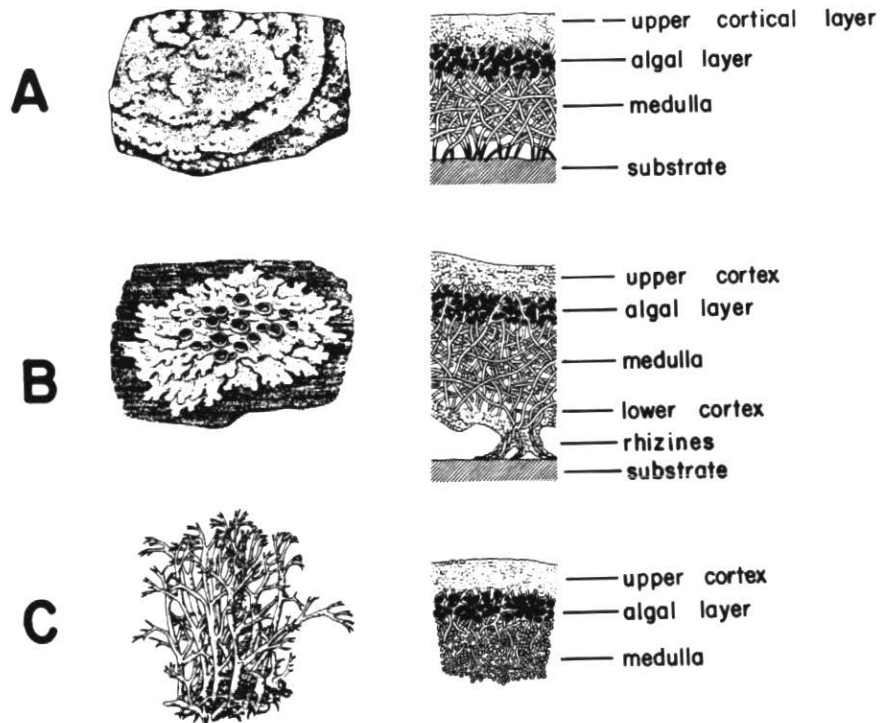 A
upper cortical layer
algal layer
medulla
substrate
B
upper cortex
algal layer
medulla
lower cortex
rhizines
substrate
C
upper cortex
algal layer
medulla